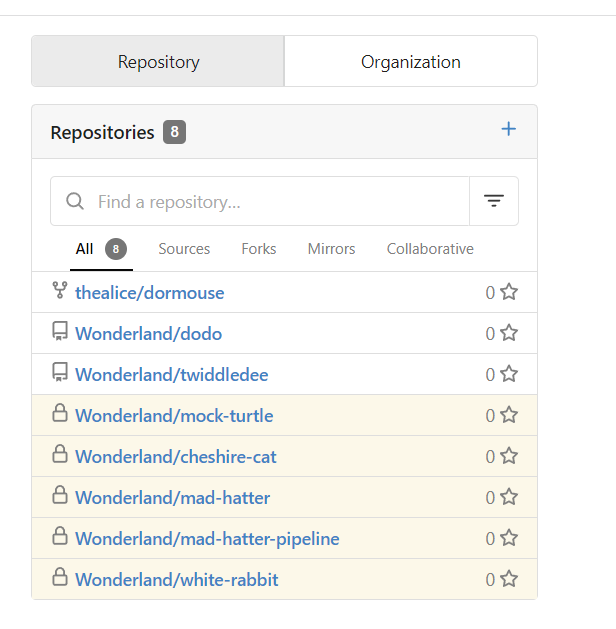 Repository Organization
Repositories 8
Find a repository...
All 8 Sources Forks Mirrors Collaborative
thealice/dormouse 0
Wonderland/dodo 0
Wonderland/twiddledee 0
Wonderland/mock-turtle 0
Wonderland/cheshire-cat 0
Wonderland/mad-hatter 0
Wonderland/mad-hatter-pipeline 0
Wonderland/white-rabbit 0